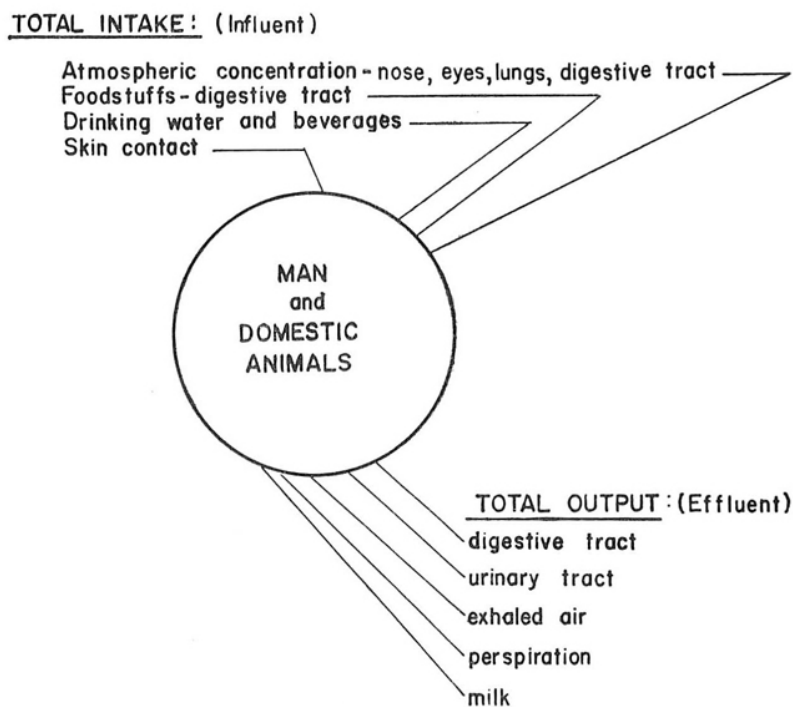 TOTAL INTAKE: (Influent)
Atmospheric concentration - nose, eyes, lungs, digestive tract
Foodstuffs - digestive tract
Drinking water and beverages
Skin contact
MAN
and
DOMESTIC
ANIMALS
TOTAL OUTPUT: (Effluent)
digestive tract
urinary tract
exhaled air
perspiration
milk